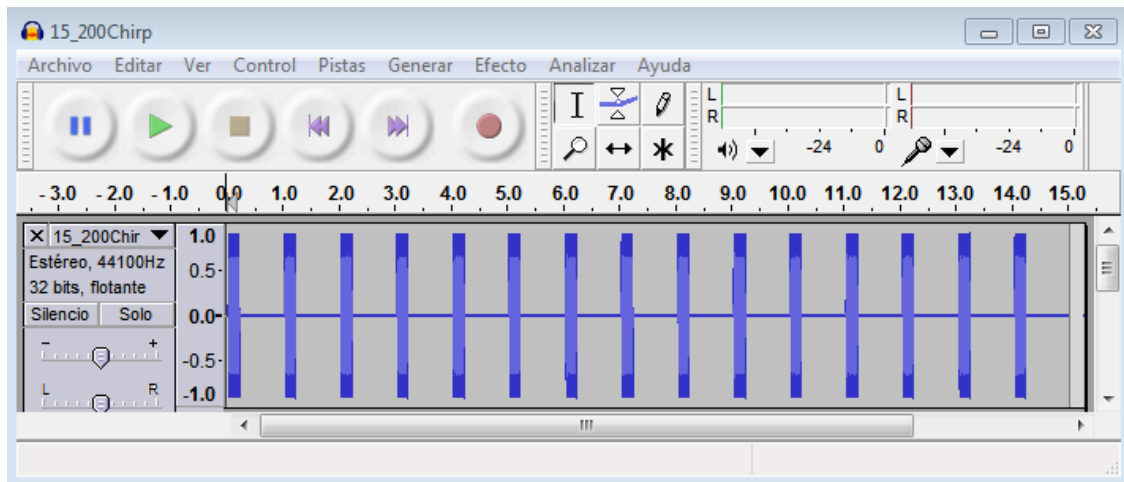 15_200Chirp
Archivo Editar Ver Control Pistas Generar Efecto Analizar Ayuda
L L
R R
-24 0 -24 0
- 3.0 - 2.0 - 1.0 0.0 1.0 2.0 3.0 4.0 5.0 6.0 7.0 8.0 9.0 10.0 11.0 12.0 13.0 14.0 15.0
15_200Chir 1.0
Estéreo, 44100Hz
0.5
32 bits, flotante
Silencio Solo 0.0
- +
-0.5
L R -1.0